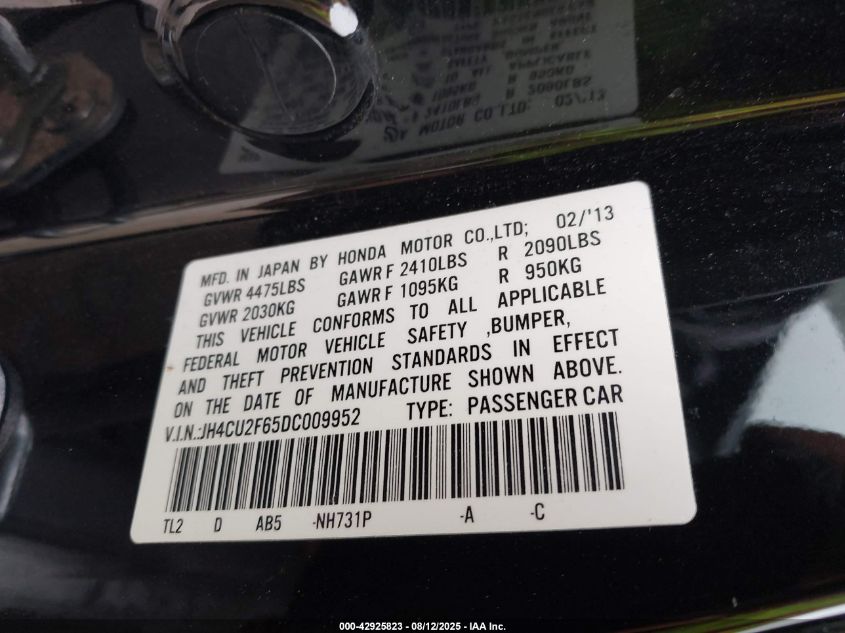 MFD. IN JAPAN BY HONDA MOTOR CO.,LTD; 02/'13
GVWR 4475LBS GAWR F 2410LBS R 2090LBS
GVWR 2030KG GAWR F 1095KG R 950KG
THIS VEHICLE CONFORMS TO ALL APPLICABLE
FEDERAL MOTOR VEHICLE SAFETY ,BUMPER,
AND THEFT PREVENTION STANDARDS IN EFFECT
ON THE DATE OF MANUFACTURE SHOWN ABOVE.
V.I.N.:JH4CU2F65DC009952 TYPE: PASSENGER CAR
TL2 D AB5 -NH731P -A -C
000-42925823 - 08/12/2025 - IAA Inc.